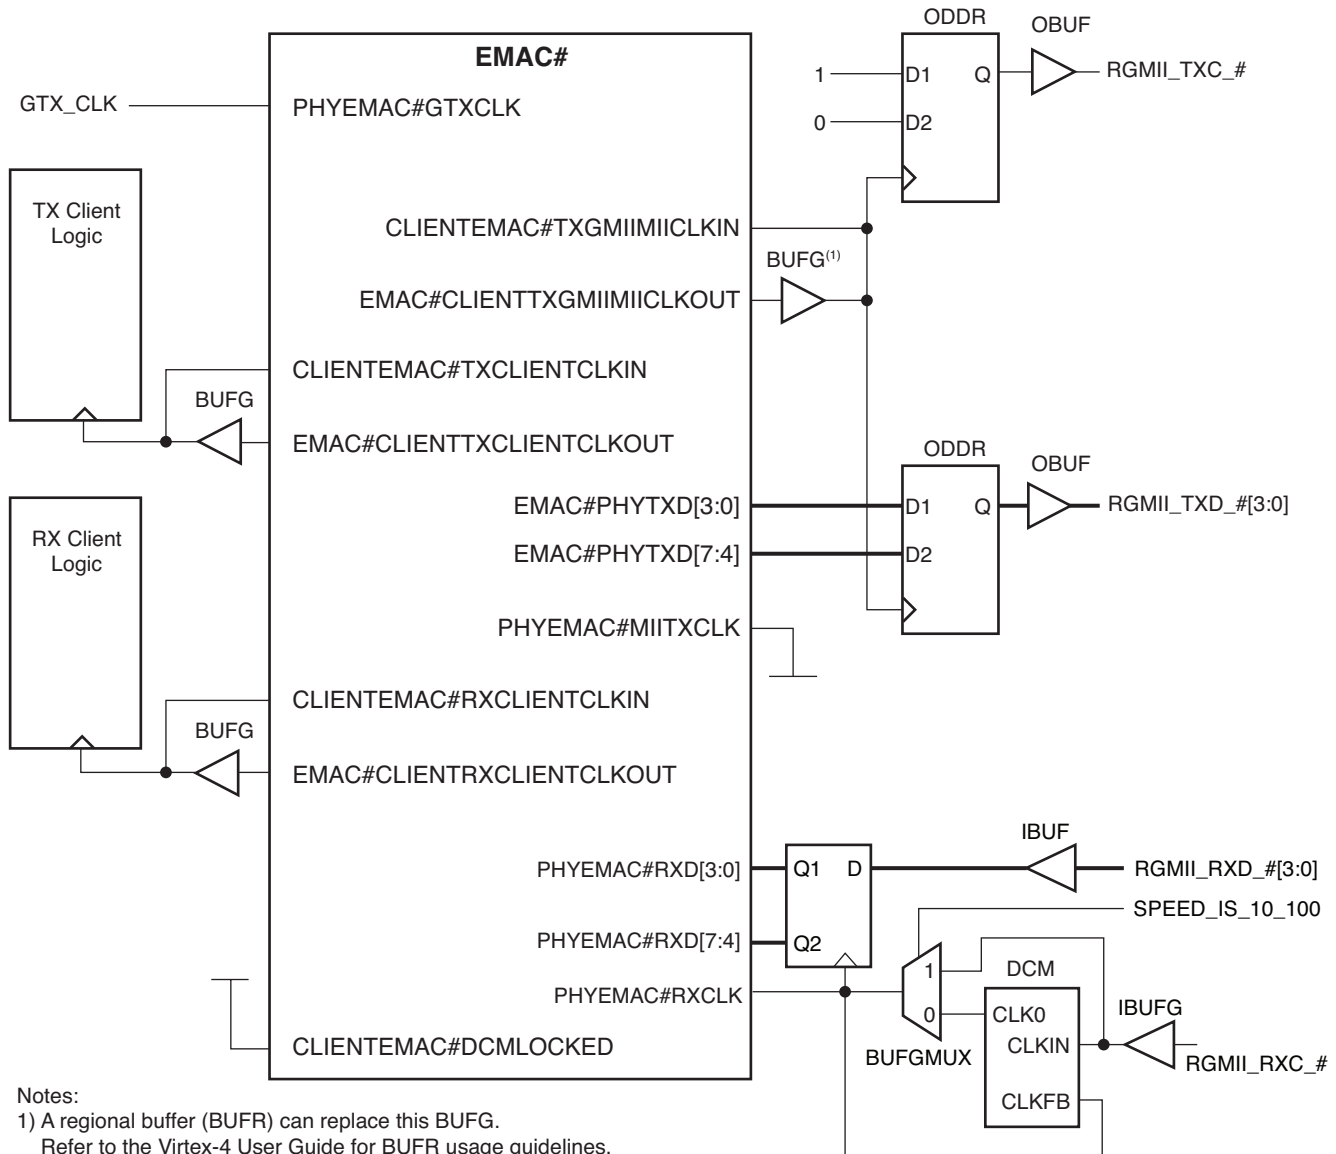 ODDR
OBUF
EMAC#
1
D1
Q
RGMII_TXC_#
GTX_CLK
PHYEMAC#GTXCLK
0
D2
TX Client
Logic
CLIENTEMAC#TXGMIIMIICLKIN
BUFG(1)
EMAC#CLIENTTXGMIIMIICLKOUT
CLIENTEMAC#TXCLIENTCLKIN
BUFG
EMAC#CLIENTTXCLIENTCLKOUT
ODDR
OBUF
EMAC#PHYTXD[3:0]
D1
Q
RGMII_TXD_#[3:0]
RX Client
Logic
EMAC#PHYTXD[7:4]
D2
PHYEMAC#MIITXCLK
CLIENTEMAC#RXCLIENTCLKIN
BUFG
EMAC#CLIENTRXCLIENTCLKOUT
IBUF
PHYEMAC#RXD[3:0]
Q1
D
RGMII_RXD_#[3:0]
SPEED_IS_10_100
PHYEMAC#RXD[7:4]
Q2
1
DCM
PHYEMAC#RXCLK
0
CLK0
IBUFG
CLIENTEMAC#DCMLOCKED
BUFGMUX
CLKIN
RGMII_RXC_#
CLKFB
Notes:
1) A regional buffer (BUFR) can replace this BUFG.
Refer to the Virtex-4 User Guide for BUFR usage guidelines.